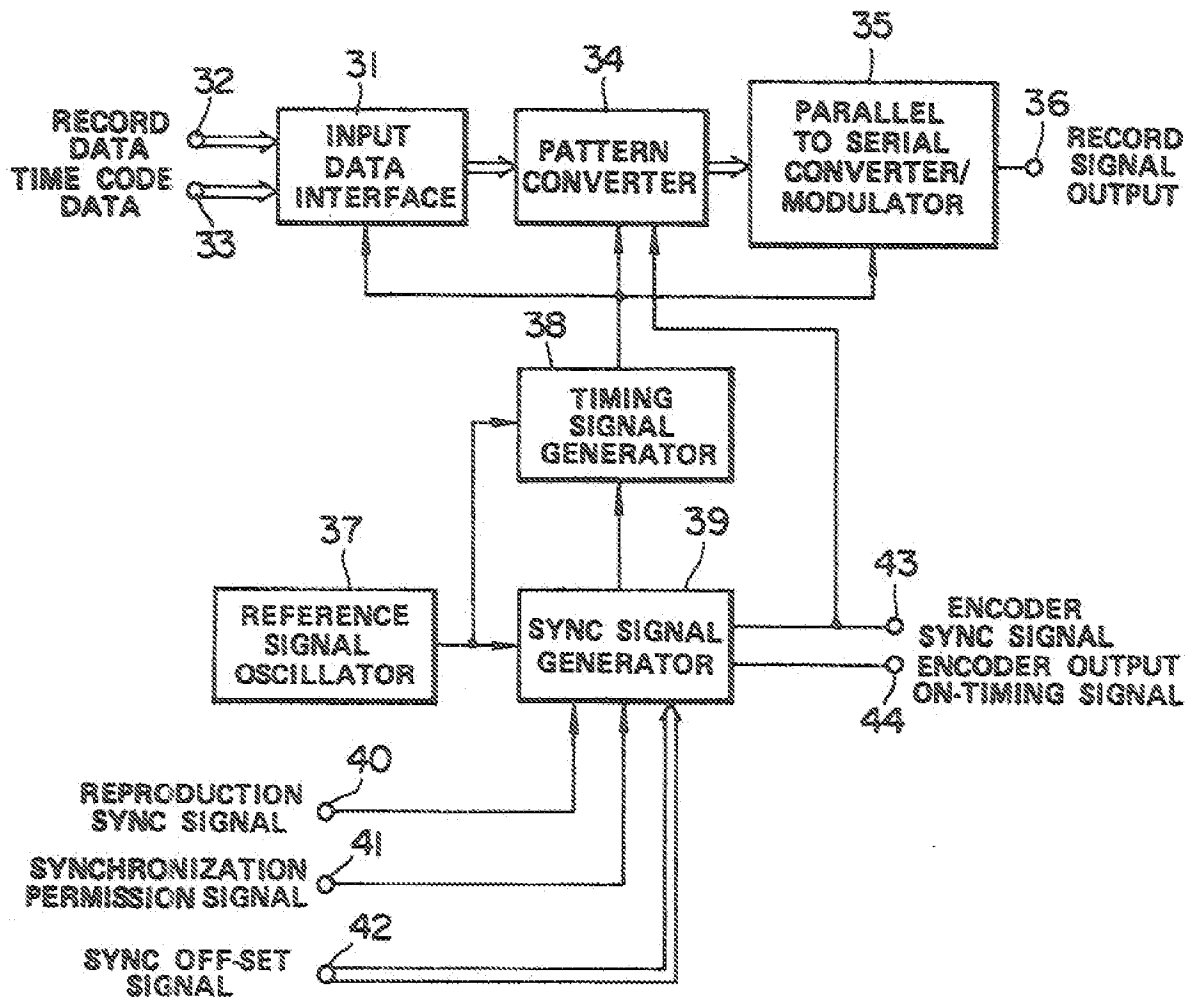 31
34
35
32
36
RECORD
DATA
TIME CODE
DATA
33
INPUT
DATA
INTERFACE
PATTERN
CONVERTER
PARALLEL
TO SERIAL
CONVERTER/
MODULATOR
RECORD
SIGNAL
OUTPUT
38
TIMING
SIGNAL
GENERATOR
37
39
REFERENCE
SIGNAL
OSCILLATOR
SYNC SIGNAL
GENERATOR
43
ENCODER
SYNC SIGNAL
ENCODER OUTPUT
ON-TIMING SIGNAL
44
40
REPRODUCTION
SYNC SIGNAL
41
SYNCHRONIZATION
PERMISSION SIGNAL
42
SYNC OFF-SET
SIGNAL